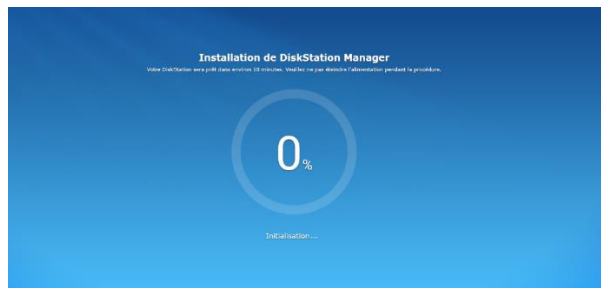 Installation de DiskStation Manager
Votre DiskStation sera prêt dans environ 10 minutes. Veuillez ne pas éteindre l'alimentation pendant la procédure.
0%
Initialisation...